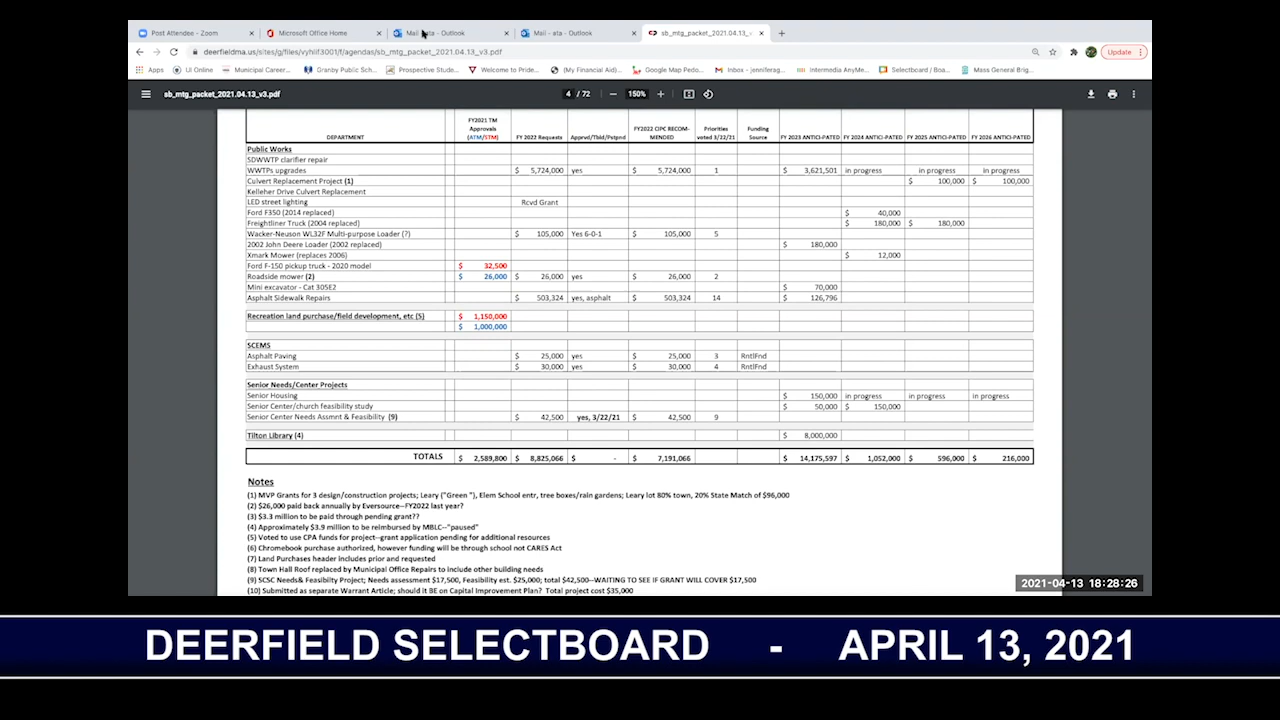 Post Attendee - Zoom × Microsoft Office Home × Mail - ata - Outlook × Mail - ata - Outlook × sb_mtg_packet_2021.04.13_v3.p × +
deerfieldma.us/sites/g/files/vyhlif3001/f/agendas/sb_mtg_packet_2021.04.13_v3.pdf Update
Apps UI Online Municipal Career... Granby Public Sch... Prospective Stude... Welcome to Pride... (My Financial Aid)... Google Map Pedo... Inbox - jenniferag... Intermedia AnyMe... Selectboard / Boa... Mass General Brig...
sb_mtg_packet_2021.04.13_v3.pdf 4 / 72 − 150% +
DEPARTMENT FY2021 TM Approvals (ATM/STM) FY 2022 Requests Apprvd/Tbld/Pstpnd FY2022 CIPC RECOM-MENDED Priorities voted 3/22/21 Funding Source FY 2023 ANTICI-PATED FY 2024 ANTICI-PATED FY 2025 ANTICI-PATED FY 2026 ANTICI-PATED
Public Works
SDWWTP clarifier repair
WWTPs upgrades $ 5,724,000 yes $ 5,724,000 1 $ 3,621,501 in progress in progress in progress
Culvert Replacement Project (1) $ 100,000 $ 100,000
Kelleher Drive Culvert Replacement
LED street lighting Rcvd Grant
Ford F350 (2014 replaced) $ 40,000
Freightliner Truck (2004 replaced) $ 180,000 $ 180,000
Wacker-Neuson WL32F Multi-purpose Loader (?) $ 105,000 Yes 6-0-1 $ 105,000 5
2002 John Deere Loader (2002 replaced) $ 180,000
Xmark Mower (replaces 2006) $ 12,000
Ford F-150 pickup truck - 2020 model $ 32,500
Roadside mower (2) $ 26,000 $ 26,000 yes $ 26,000 2
Mini excavator - Cat 305E2 $ 70,000
Asphalt Sidewalk Repairs $ 503,324 yes, asphalt $ 503,324 14 $ 126,796
Recreation land purchase/field development, etc (5) $ 1,150,000
$ 1,000,000
SCEMS
Asphalt Paving $ 25,000 yes $ 25,000 3 RntlFnd
Exhaust System $ 30,000 yes $ 30,000 4 RntlFnd
Senior Needs/Center Projects
Senior Housing $ 150,000 in progress in progress in progress
Senior Center/church feasibility study $ 50,000 $ 150,000
Senior Center Needs Assmnt & Feasibility (9) $ 42,500 yes, 3/22/21 $ 42,500 9
Tilton Library (4) $ 8,000,000
TOTALS $ 2,589,800 $ 8,825,066 $ - $ 7,191,066 $ 14,175,597 $ 1,052,000 $ 596,000 $ 216,000
Notes
(1) MVP Grants for 3 design/construction projects; Leary ("Green "), Elem School entr, tree boxes/rain gardens; Leary lot 80% town, 20% State Match of $96,000
(2) $26,000 paid back annually by Eversource--FY2022 last year?
(3) $3.3 million to be paid through pending grant??
(4) Approximately $3.9 million to be reimbursed by MBLC--"paused"
(5) Voted to use CPA funds for project--grant application pending for additional resources
(6) Chromebook purchase authorized, however funding will be through school not CARES Act
(7) Land Purchases header includes prior and requested
(8) Town Hall Roof replaced by Municipal Office Repairs to include other building needs
(9) SCSC Needs& Feasibilty Project; Needs assessment $17,500, Feasibility est. $25,000; total $42,500--WAITING TO SEE IF GRANT WILL COVER $17,500
(10) Submitted as separate Warrant Article; should it BE on Capital Improvement Plan? Total project cost $35,000
2021-04-13 18:28:26
DEERFIELD SELECTBOARD - APRIL 13, 2021